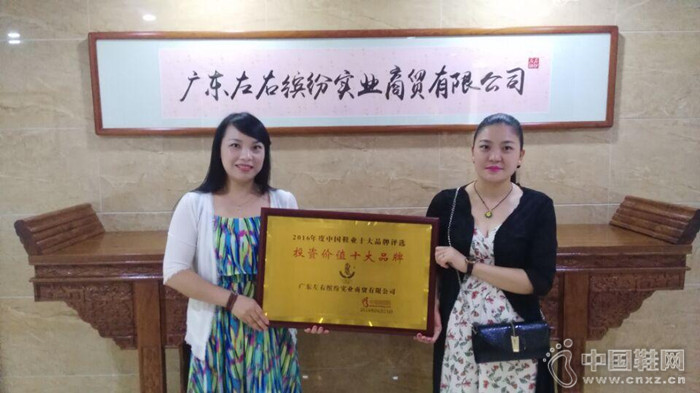 广东左右缤纷实业商贸有限公司
2016年度中国鞋业十大品牌评选
投资价值十大品牌
广东左右缤纷实业商贸有限公司
中国鞋网
www.cnxz.cn